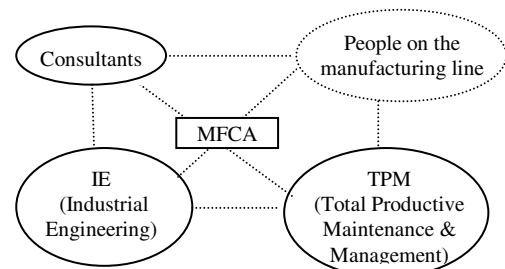 Consultants
People on the
manufacturing line
MFCA
IE
(Industrial
Engineering)
TPM
(Total Productive
Maintenance &
Management)